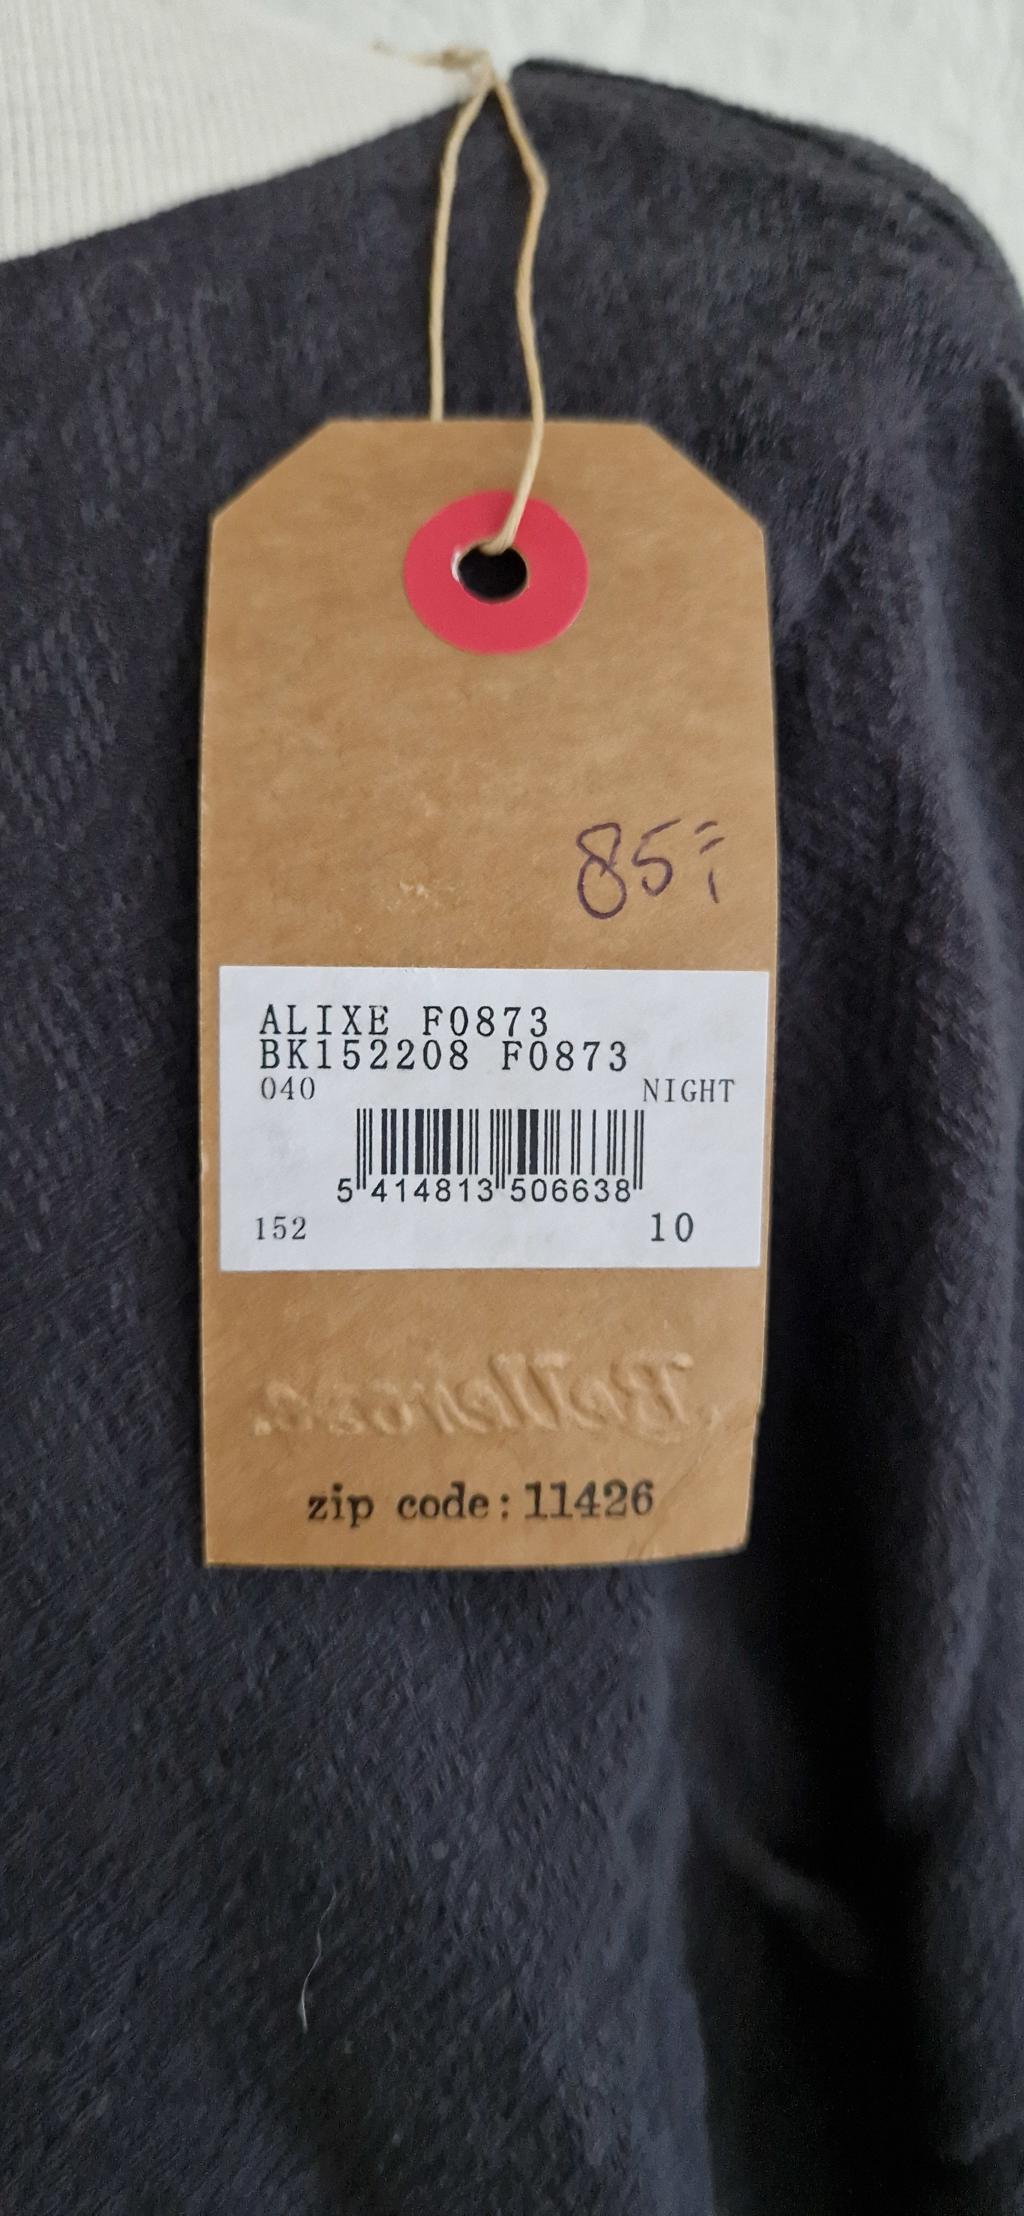 85
ALIXE F0873
BK152208 F0873
040 NIGHT
5 414813 506638
152 10
Bellerose.
zip code: 11426